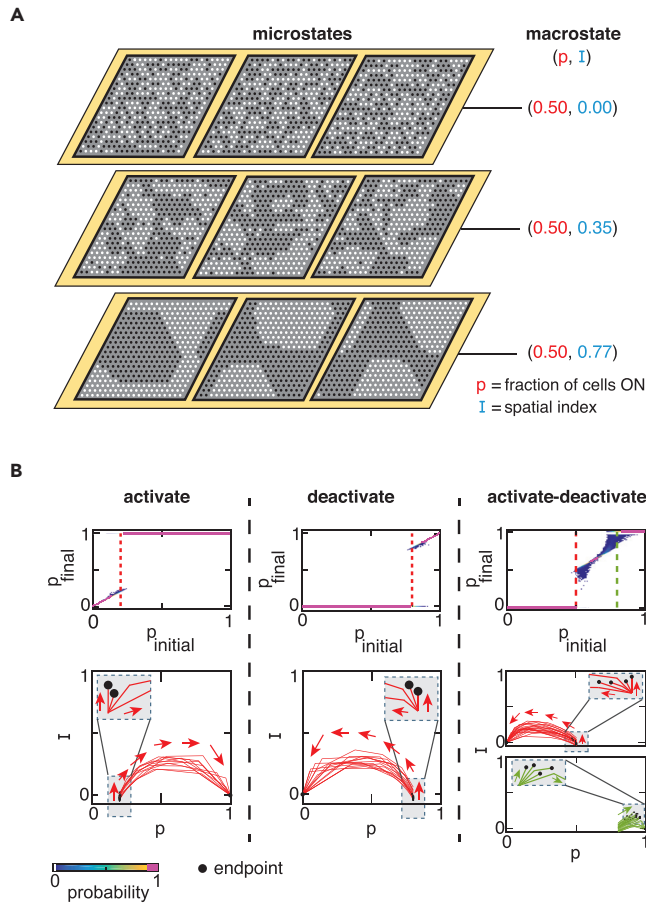 A
microstates
macrostate
(p, I)
(0.50, 0.00)
(0.50, 0.35)
(0.50, 0.77)
p = fraction of cells ON
I = spatial index
B
activate
deactivate
activate-deactivate
1
p final
0
0
p initial
1
1
p final
0
0
p initial
1
1
p final
0
0
p initial
1
1
I
0
0
p
1
1
I
0
0
p
1
1
0
I
1
0
0
p
1
0
1
probability
endpoint